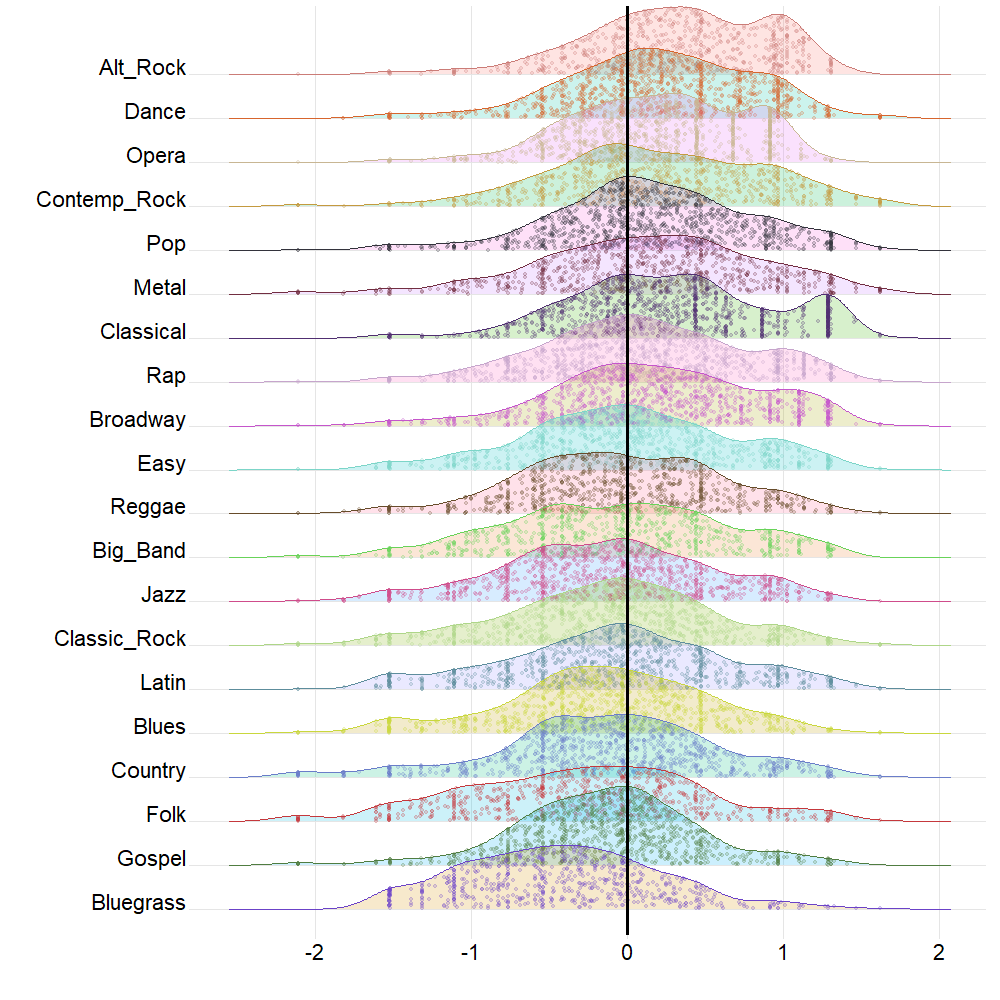 Alt_Rock
Dance
Opera
Contemp_Rock
Pop
Metal
Classical
Rap
Broadway
Easy
Reggae
Big_Band
Jazz
Classic_Rock
Latin
Blues
Country
Folk
Gospel
Bluegrass
-2 -1 0 1 2